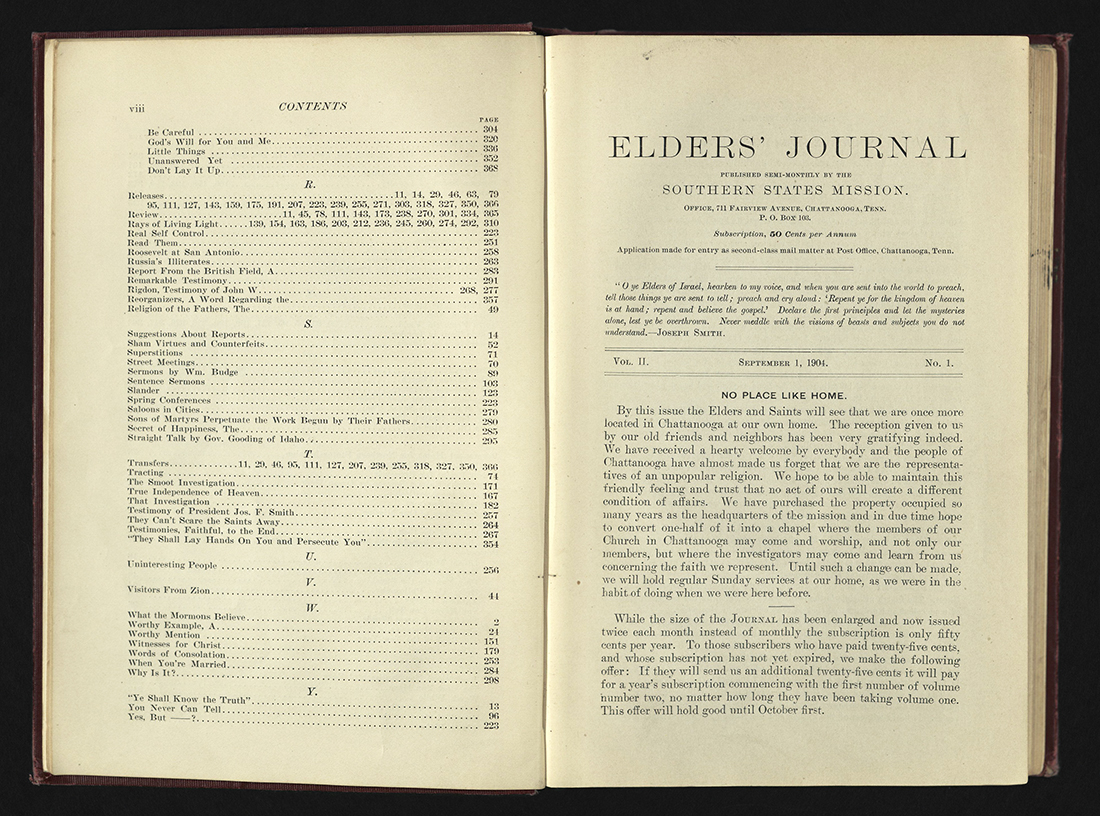 viii CONTENTS
PAGE
Be Careful ........ 304
God's Will for You and Me........ 320
Little Things ........ 336
Unanswered Yet ........ 352
Don't Lay It Up........ 368
R.
Releases........11, 14, 29, 46, 63, 79
95, 111, 127, 143, 159, 175, 191, 207, 223, 239, 255, 271, 303, 318, 327, 350, 366
Review........11, 45, 78, 111, 143, 173, 238, 270, 301, 334, 365
Rays of Living Light......139, 154, 163, 186, 203, 212, 236, 245, 260, 274, 292, 310
Real Self Control........ 223
Read Them........ 251
Roosevelt at San Antonio........ 258
Russia's Illiterates........ 263
Report From the British Field, A........ 283
Remarkable Testimony........ 291
Rigdon, Testimony of John W........ 268, 277
Reorganizers, A Word Regarding the........ 357
Religion of the Fathers, The........ 49
S.
Suggestions About Reports........ 14
Sham Virtues and Counterfeits........ 52
Superstitions ........ 71
Street Meetings........ 70
Sermons by Wm. Budge ........ 89
Sentence Sermons ........ 103
Slander ........ 123
Spring Conferences ........ 223
Saloons in Cities........ 279
Sons of Martyrs Perpetuate the Work Begun by Their Fathers........ 280
Secret of Happiness, The........ 285
Straight Talk by Gov. Gooding of Idaho........ 295
T.
Transfers........11, 29, 46, 95, 111, 127, 207, 239, 255, 318, 327, 350, 366
Tracting ........ 74
The Smoot Investigation........ 171
True Independence of Heaven........ 167
That Investigation ........ 182
Testimony of President Jos. F. Smith........ 257
They Can't Scare the Saints Away........ 264
Testimonies, Faithful, to the End........ 267
"They Shall Lay Hands On You and Persecute You"........ 354
U.
Uninteresting People ........ 256
V.
Visitors From Zion........ 44
W.
What the Mormons Believe........ 2
Worthy Example, A........ 24
Worthy Mention ........ 151
Witnesses for Christ........ 179
Words of Consolation........ 253
When You're Married........ 284
Why Is It?........ 298
Y.
"Ye Shall Know the Truth"........ 13
You Never Can Tell........ 96
Yes, But ——?........ 223
ELDERS' JOURNAL
PUBLISHED SEMI-MONTHLY BY THE
SOUTHERN STATES MISSION.
OFFICE, 711 FAIRVIEW AVENUE, CHATTANOOGA, TENN.
P. O. BOX 103.
Subscription, 50 Cents per Annum
Application made for entry as second-class mail matter at Post Office, Chattanooga, Tenn.
"O ye Elders of Israel, hearken to my voice, and when you are sent into the world to preach,
tell those things ye are sent to tell; preach and cry aloud: 'Repent ye for the kingdom of heaven
is at hand; repent and believe the gospel.' Declare the first principles and let the mysteries
alone, lest ye be overthrown. Never meddle with the visions of beasts and subjects you do not
understand.—JOSEPH SMITH.
VOL. II. SEPTEMBER 1, 1904. No. 1.
NO PLACE LIKE HOME.
By this issue the Elders and Saints will see that we are once more
located in Chattanooga at our own home. The reception given to us
by our old friends and neighbors has been very gratifying indeed.
We have received a hearty welcome by everybody and the people of
Chattanooga have almost made us forget that we are the representa-
tives of an unpopular religion. We hope to be able to maintain this
friendly feeling and trust that no act of ours will create a different
condition of affairs. We have purchased the property occupied so
many years as the headquarters of the mission and in due time hope
to convert one-half of it into a chapel where the members of our
Church in Chattanooga may come and worship, and not only our
members, but where the investigators may come and learn from us
concerning the faith we represent. Until such a change can be made,
we will hold regular Sunday services at our home, as we were in the
habit of doing when we were here before.
While the size of the JOURNAL has been enlarged and now issued
twice each month instead of monthly the subscription is only fifty
cents per year. To those subscribers who have paid twenty-five cents,
and whose subscription has not yet expired, we make the following
offer: If they will send us an additional twenty-five cents it will pay
for a year's subscription commencing with the first number of volume
number two, no matter how long they have been taking volume one.
This offer will hold good until October first.